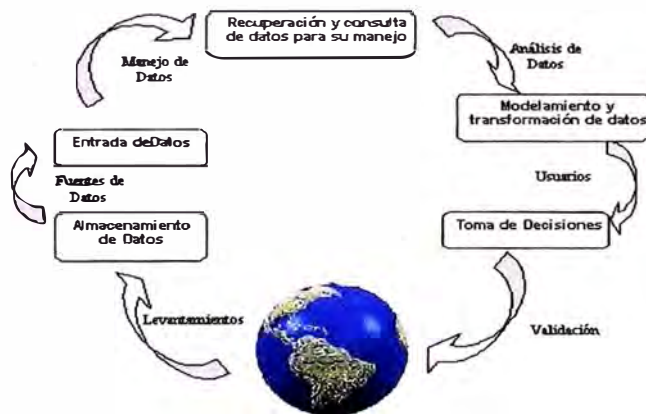 Recuperación y consulta
de datos para su manejo
Manejo de
Datos
Análisis de
Datos
Modelamiento y
transformación de datos
Entrada deDatos
Fuentes de
Datos
Usuarios
Almacenamiento
de Datos
Toma de Decisiones
Levantamientos
Validación